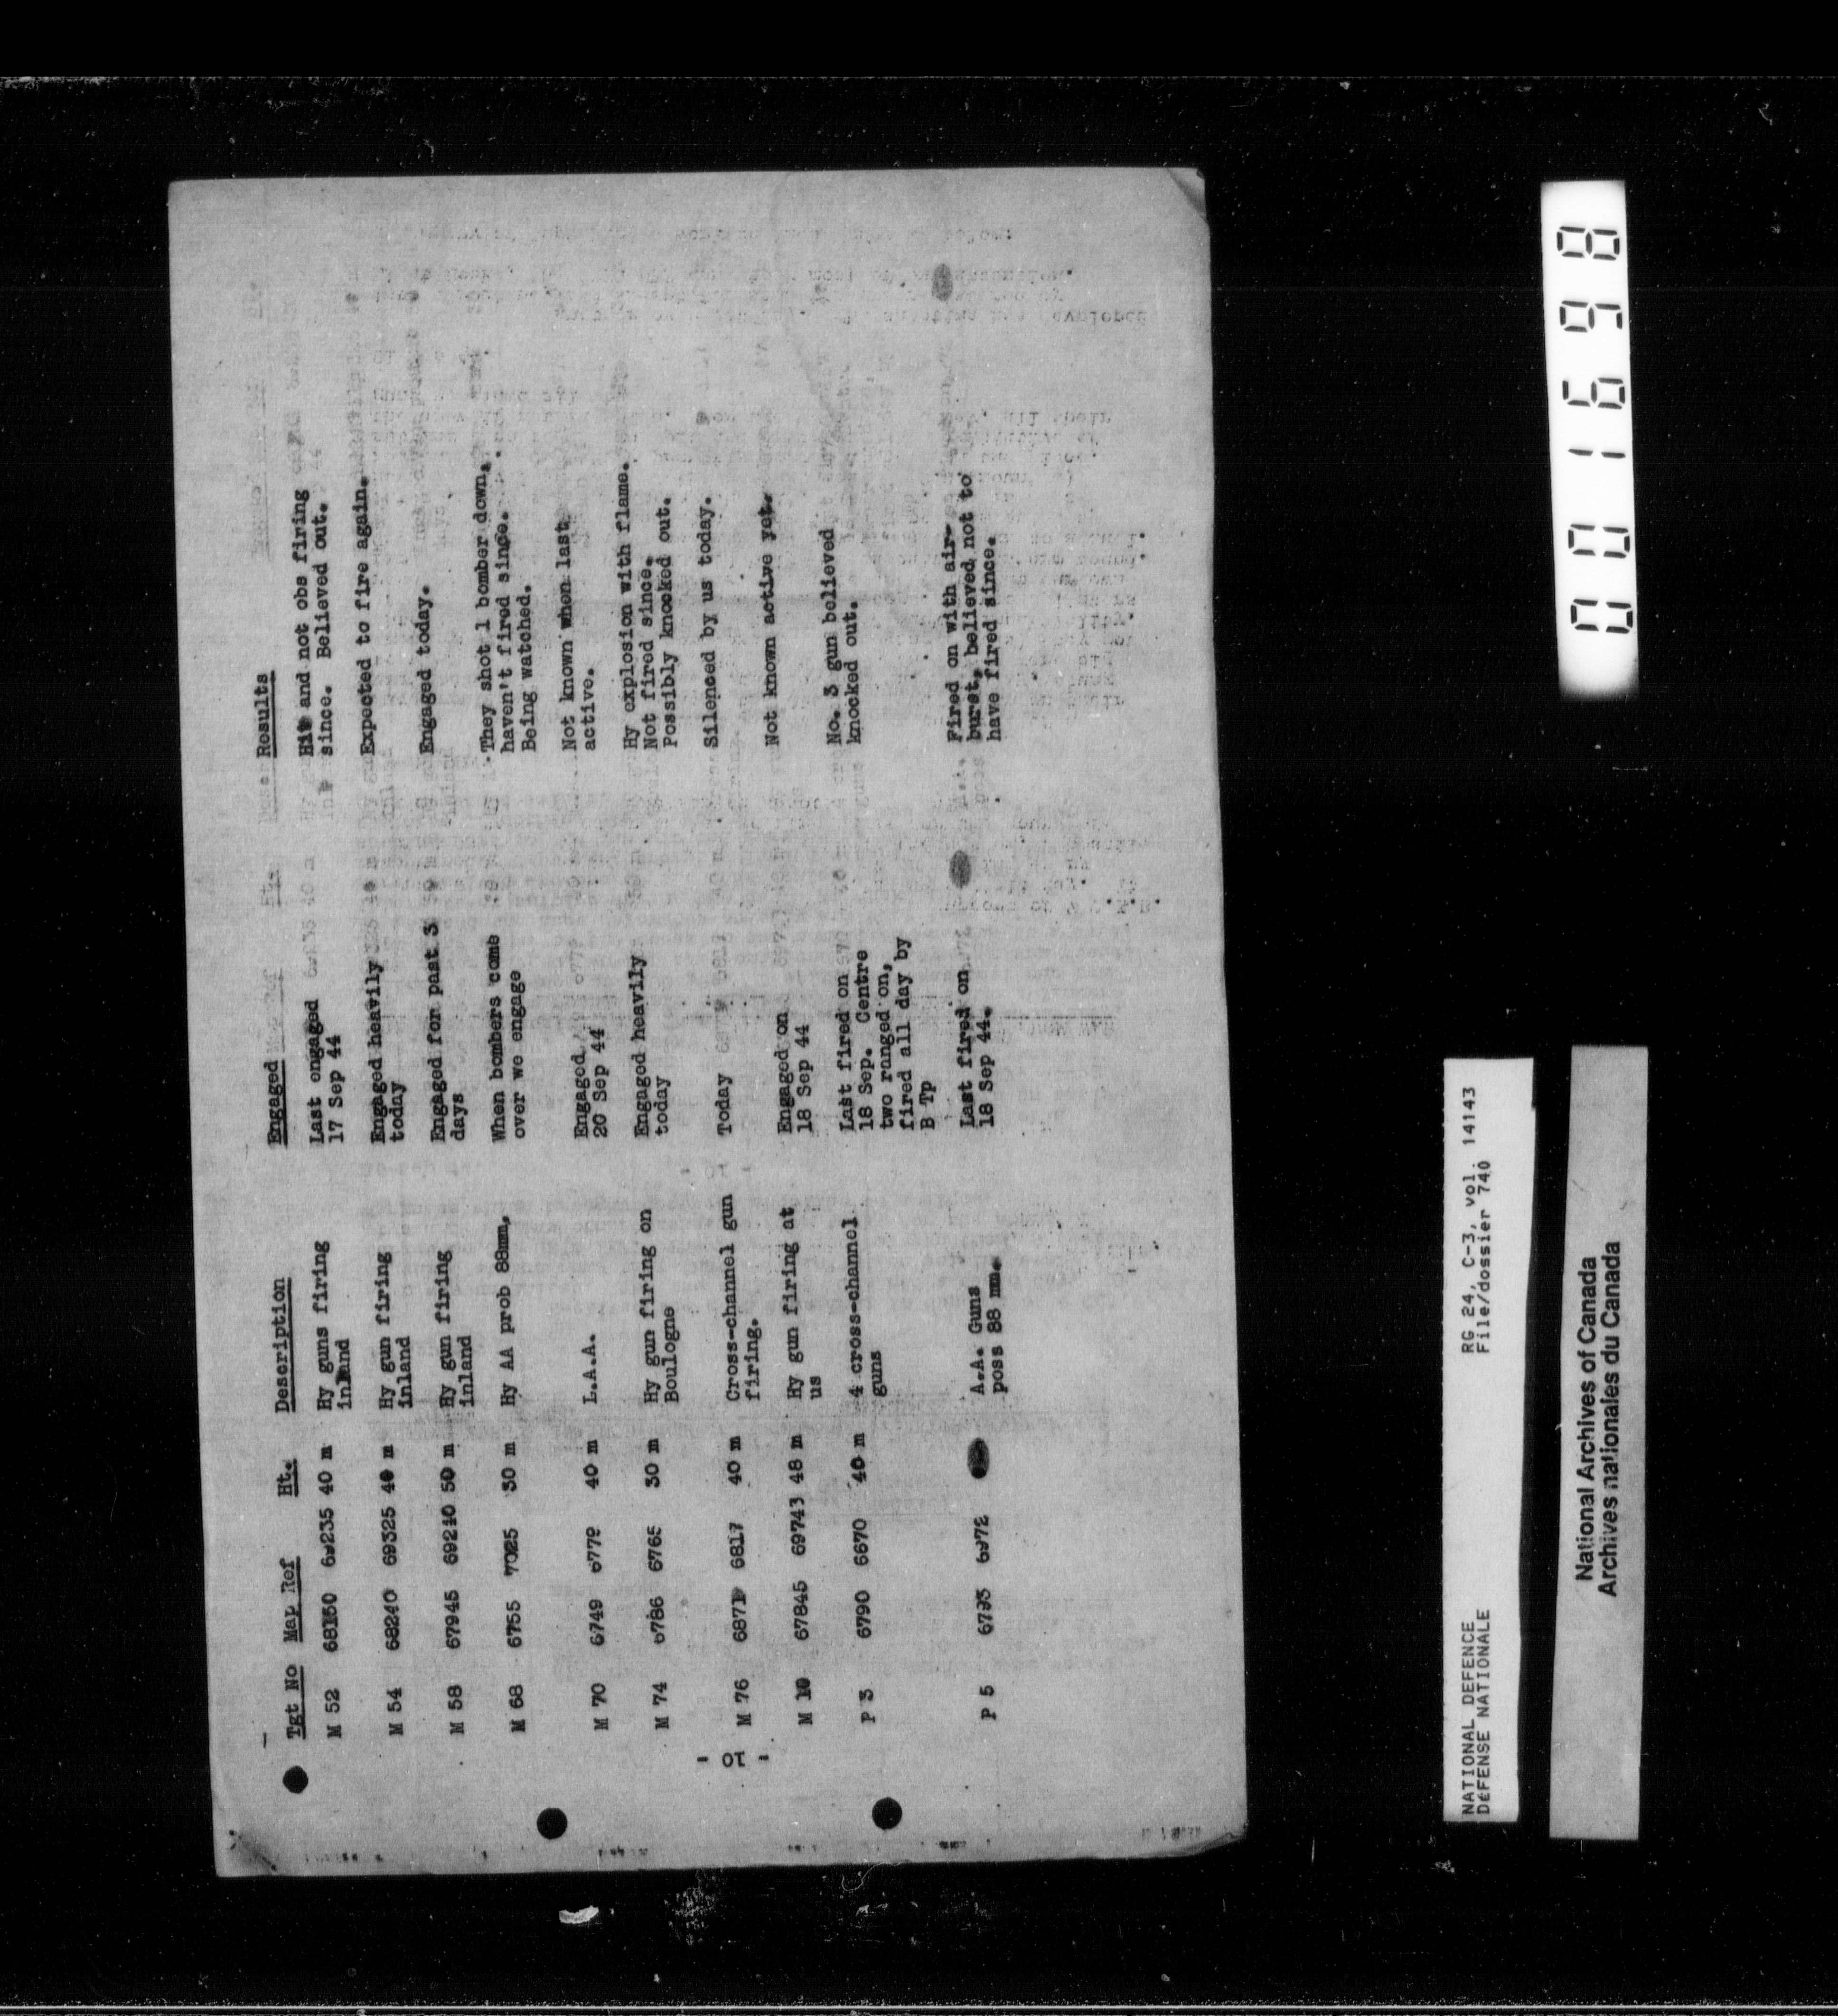 Tgt No Map Ref Ht. Description Engaged Results
M 52 68150 69235 40 m Hy guns firing Last engaged Hit and not obs firing
inland 17 Sep 44 since. Believed out.
M 54 68240 69325 40 m Hy gun firing Engaged heavily Expected to fire again.
inland today
M 58 67945 69240 50 m Hy gun firing Engaged for past 3 Engaged today.
inland days
M 68 6755 7025 30 m Hy AA prob 88mm. When bombers come They shot 1 bomber down,
over we engage haven't fired since.
Being watched.
M 70 6749 6779 40 m L.A.A. Engaged Not known when last
20 Sep 44 active.
M 74 6786 6765 30 m Hy gun firing on Engaged heavily Hy explosion with flame.
Boulogne today Not fired since.
Possibly knocked out.
M 76 6871 6817 40 m Cross-channel gun Today Silenced by us today.
firing.
M 10 67845 69743 48 m Hy gun firing at Engaged on Not known active yet.
us 18 Sep 44
P 3 6790 6670 40 m 4 cross-channel Last fired on No. 3 gun believed
guns 18 Sep. Centre knocked out.
two ranged on,
fired all day by
B Tp
P 5 6793 6972 A.A. Guns Last fired on Fired on with air-
poss 88 mm. 18 Sep 44. burst, believed not to
have fired since.
- 10 -
NATIONAL DEFENCE RG 24, C-3, vol. 14143
DÉFENSE NATIONALE File/dossier 740
National Archives of Canada
Archives nationales du Canada
001698